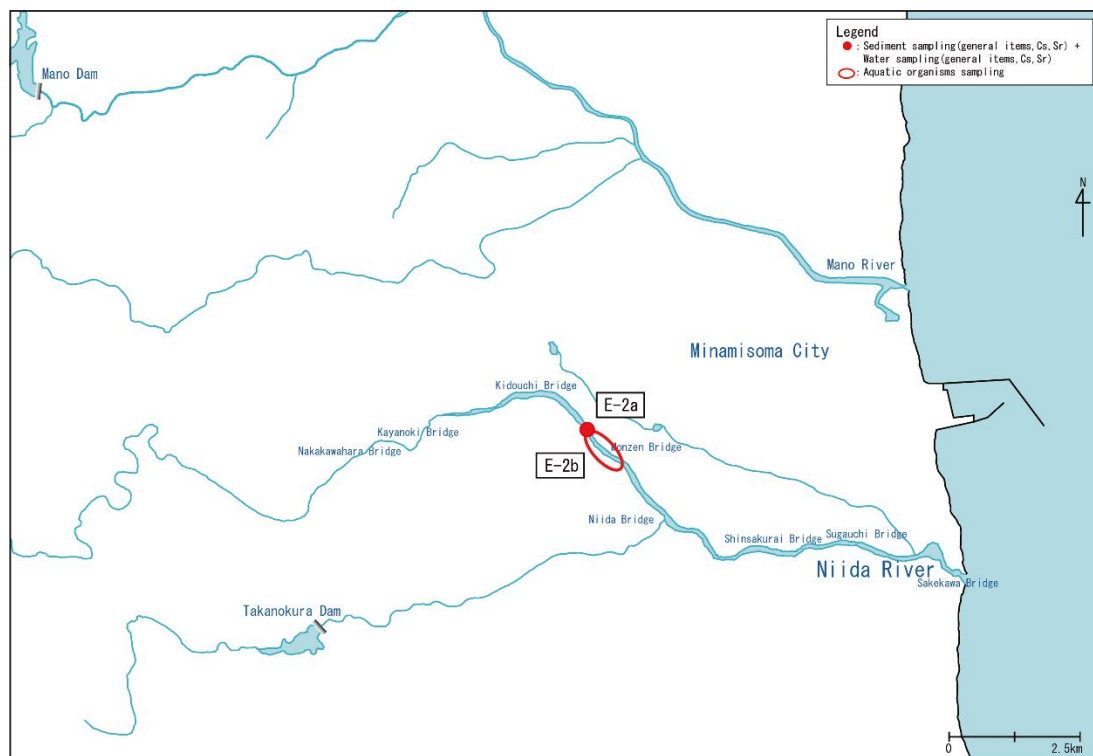 Legend
: Sediment sampling(general items,Cs,Sr) +
Water sampling(general items,Cs,Sr)
: Aquatic organisms sampling
Mano Dam
N
Mano River
Minamisoma City
Kidouchi Bridge
E-2a
Kayanoki Bridge
Nakakawahara Bridge
Monzen Bridge
E-2b
Niida Bridge
Shinsakurai Bridge
Sugauchi Bridge
Niida River
Sakekawa Bridge
Takanokura Dam
0
2.5km